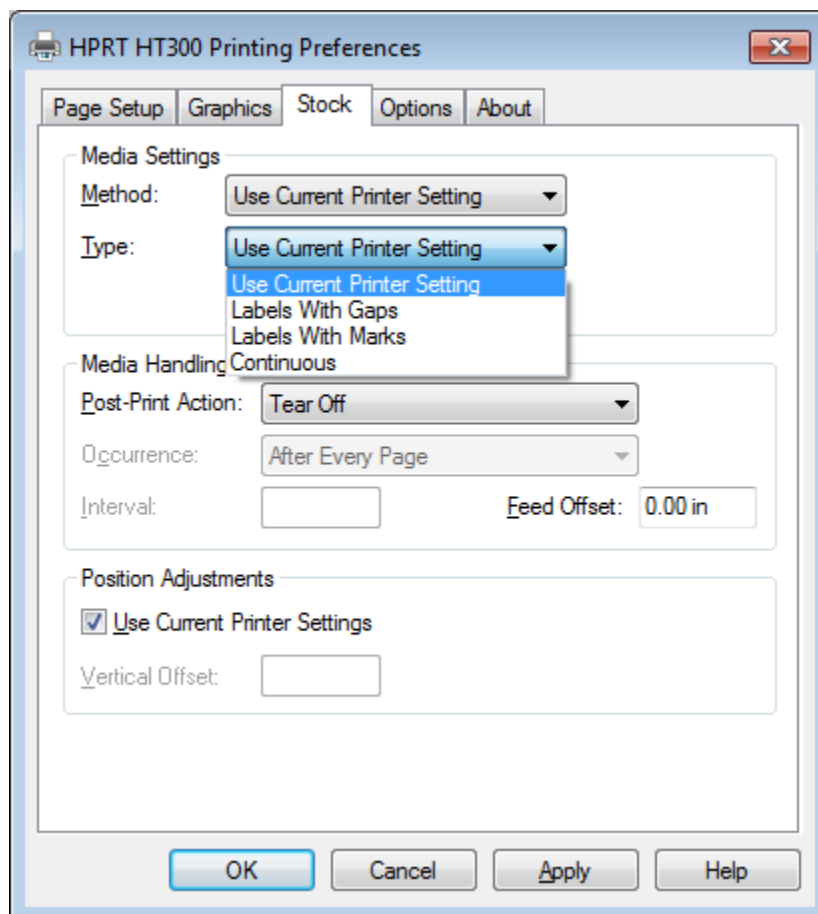 HPRT HT300 Printing Preferences
Page Setup Graphics Stock Options About
Media Settings
Method: Use Current Printer Setting
Type: Use Current Printer Setting
Use Current Printer Setting
Labels With Gaps
Labels With Marks
Continuous
Media Handling
Post-Print Action: Tear Off
Occurrence: After Every Page
Interval: Feed Offset: 0.00 in
Position Adjustments
Use Current Printer Settings
Vertical Offset:
OK Cancel Apply Help